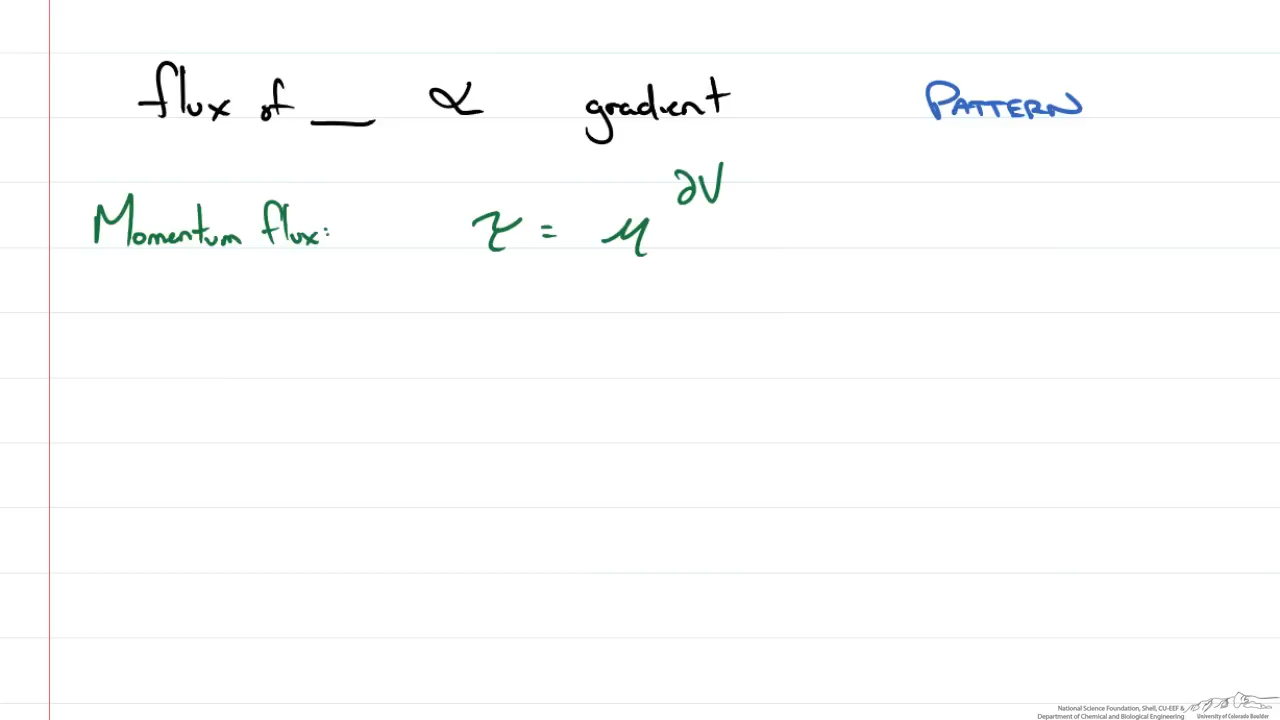 flux of __ ∝ gradient PATTERN
Momentum flux: τ = μ ∂V
National Science Foundation, Shell, CU-EEF &
Department of Chemical and Biological Engineering
University of Colorado Boulder